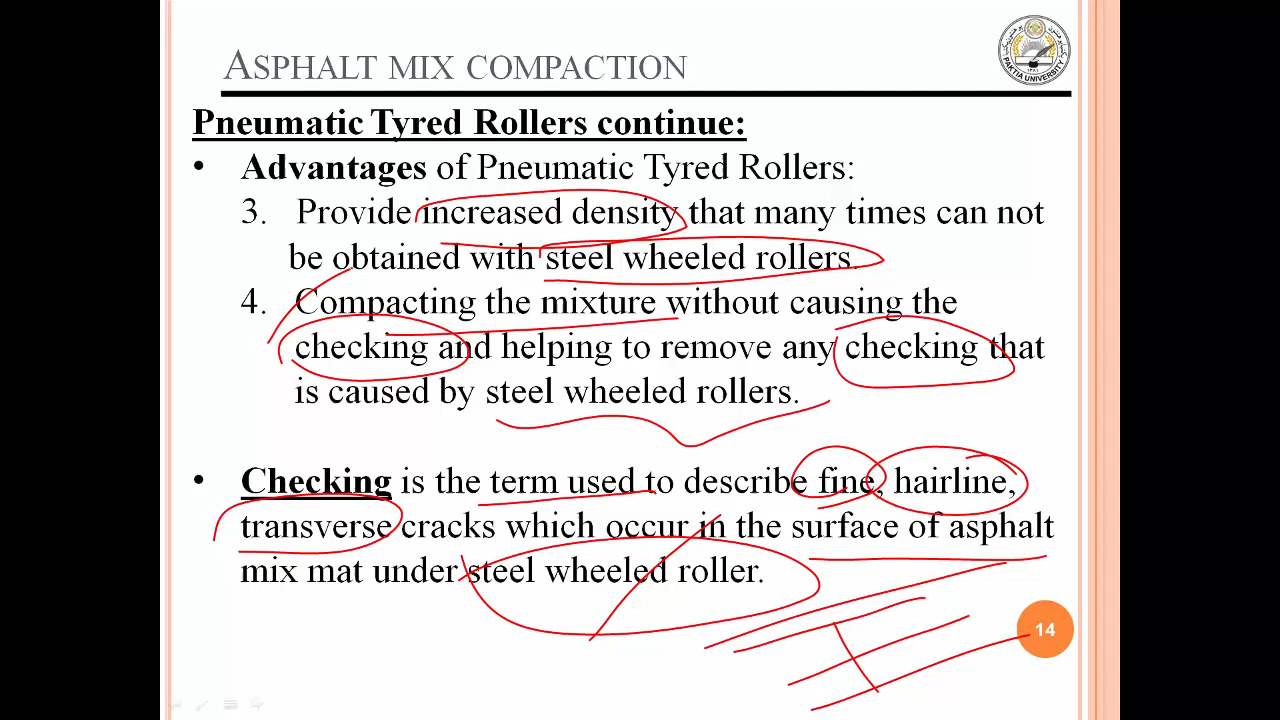 ASPHALT MIX COMPACTION
PAKTIA UNIVERSITY
Pneumatic Tyred Rollers continue:
• Advantages of Pneumatic Tyred Rollers:
3. Provide increased density that many times can not
be obtained with steel wheeled rollers.
4. Compacting the mixture without causing the
checking and helping to remove any checking that
is caused by steel wheeled rollers.
• Checking is the term used to describe fine, hairline,
transverse cracks which occur in the surface of asphalt
mix mat under steel wheeled roller.
14